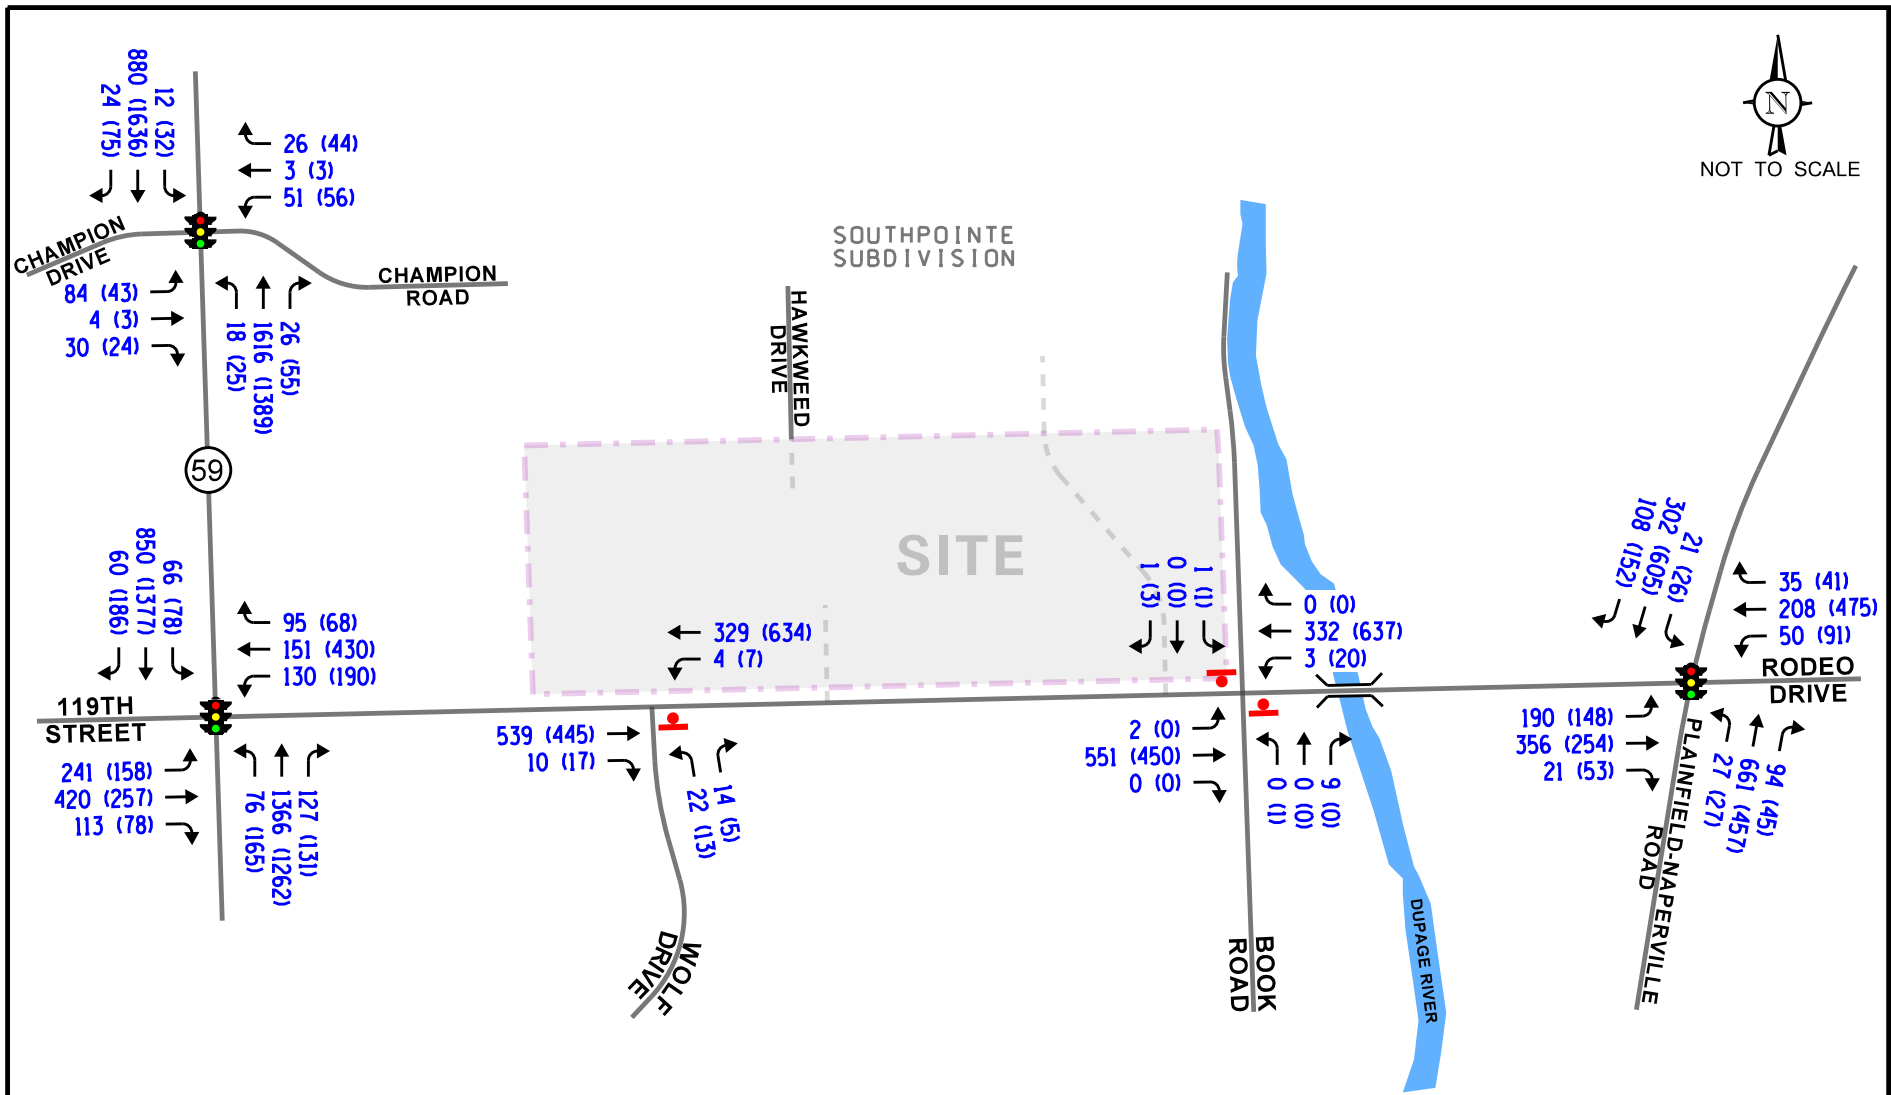 N
NOT TO SCALE
24 (75)
880 (1636)
12 (32)
26 (44)
3 (3)
51 (56)
CHAMPION
DRIVE
CHAMPION
ROAD
84 (43)
4 (3)
30 (24)
18 (25)
1616 (1389)
26 (55)
SOUTHPOINTE
SUBDIVISION
HAWKWEED
DRIVE
59
SITE
60 (186)
850 (1377)
66 (78)
95 (68)
151 (430)
130 (190)
119TH
STREET
241 (158)
420 (257)
113 (78)
76 (165)
1366 (1262)
127 (131)
329 (634)
4 (7)
539 (445)
10 (17)
22 (13)
14 (5)
WOLF
DRIVE
1 (3)
0 (0)
1 (1)
0 (0)
332 (637)
3 (20)
2 (0)
551 (450)
0 (0)
0 (1)
0 (0)
9 (0)
BOOK
ROAD
DUPAGE RIVER
108 (152)
302 (605)
21 (26)
35 (41)
208 (475)
50 (91)
RODEO
DRIVE
190 (148)
356 (254)
21 (53)
27 (27)
661 (457)
94 (45)
PLAINFIELD-NAPERVILLE
ROAD